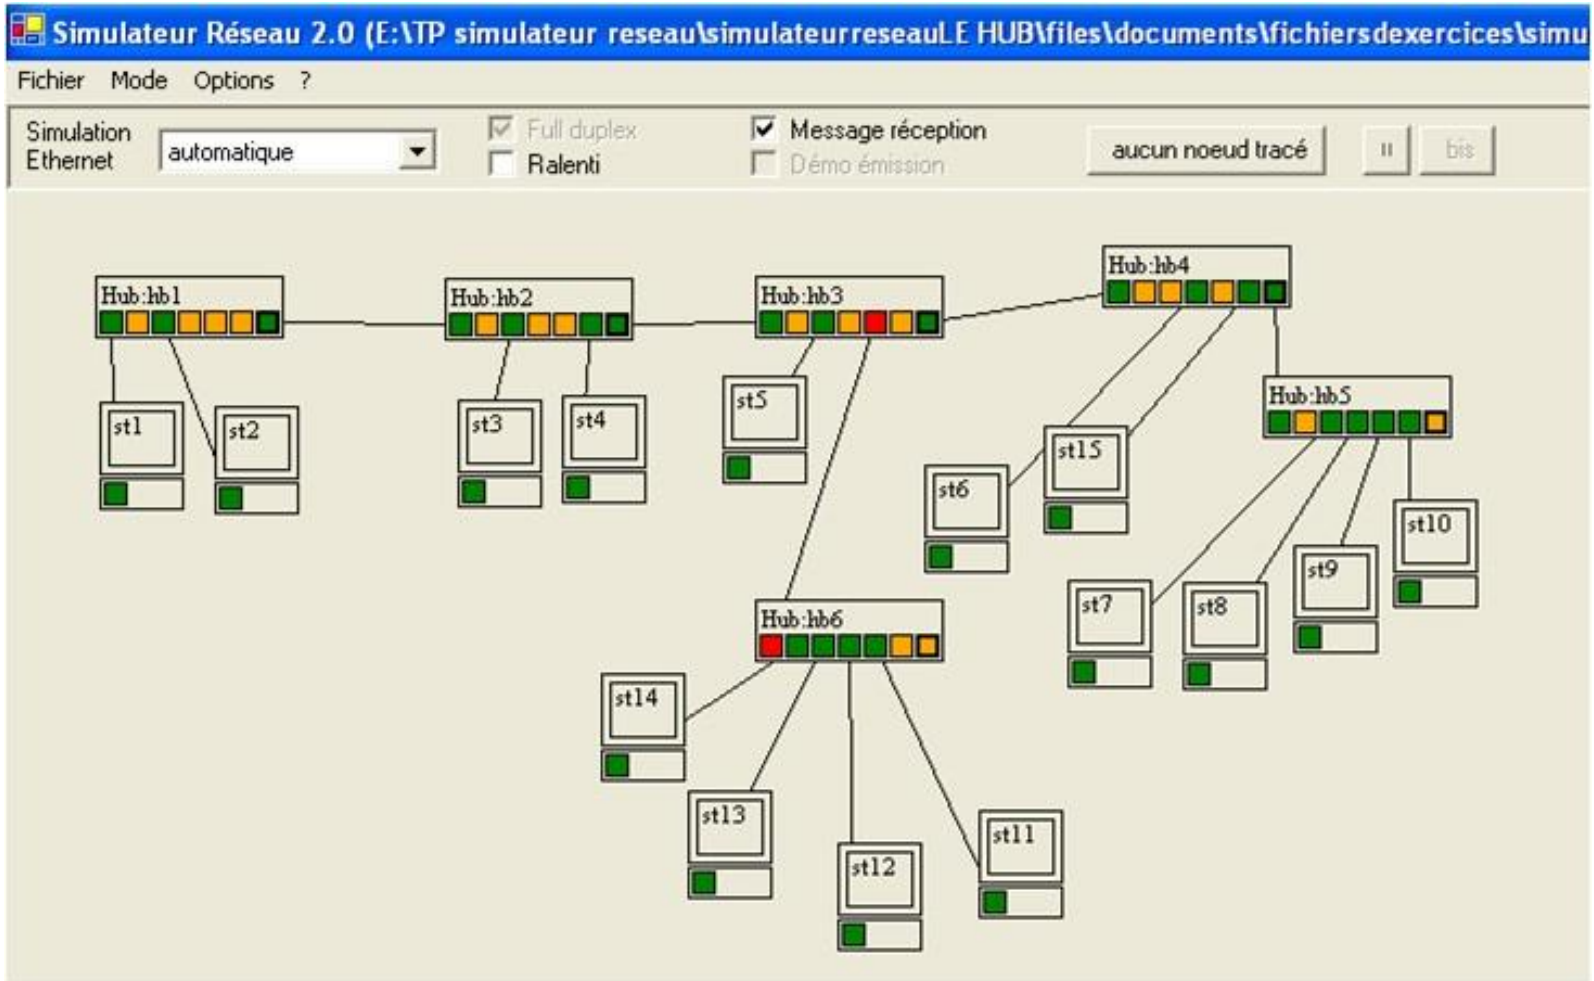 Simulateur Réseau 2.0 (E:\TP simulateur reseau\simulateurreseauLE HUB\files\documents\fichiersdexercices\simu
Fichier Mode Options ?
Simulation
Ethernet
automatique
Full duplex
Ralenti
Message réception
Démo émission
aucun noeud tracé
bis
Hub:hb1
Hub:hb2
Hub:hb3
Hub:hb4
Hub:hb5
st1
st2
st3
st4
st5
st6
st15
st10
st9
st7
st8
Hub:hb6
st14
st13
st12
st11